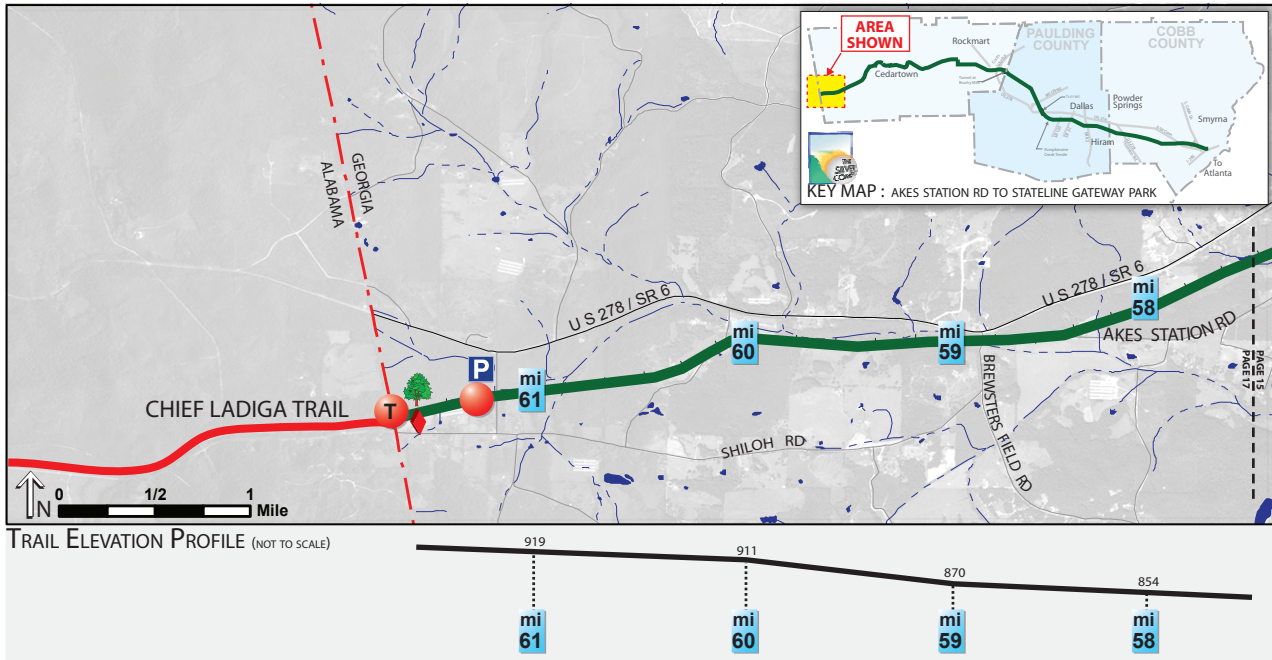 AREA
SHOWN
Rockmart
PAULDING
COUNTY
COBB
COUNTY
Cedartown
Dallas
Powder
Springs
Smyrna
Hiram
To
Atlanta
THE
SILVER
COMET
KEY MAP : AKES STATION RD TO STATELINE GATEWAY PARK
GEORGIA
ALABAMA
U S 278 / SR 6
U S 278 / SR 6
mi
58
mi
59
mi
60
AKES STATION RD
PAGE 15
PAGE 17
P
mi
61
T
CHIEF LADIGA TRAIL
BREWSTERS FIELD RD
SHILOH RD
N
0 1/2 1
Mile
TRAIL ELEVATION PROFILE (NOT TO SCALE)
919
911
870
854
mi
61
mi
60
mi
59
mi
58